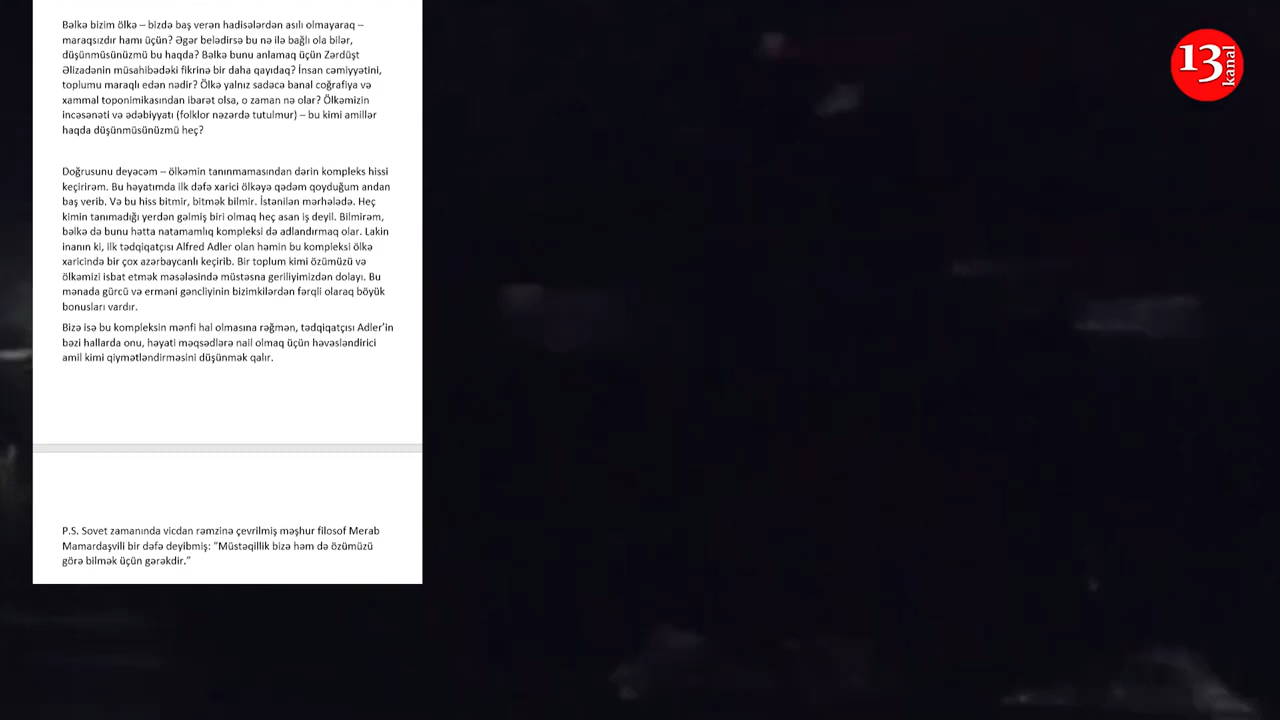 Bəlkə bizim ölkə – bizdə baş verən hadisələrdən asılı olmayaraq –
maraqsızdır hamı üçün? Əgər belədirsə bu nə ilə bağlı ola bilər,
düşünmüsünüzmü bu haqda? Bəlkə bunu anlamaq üçün Zərdüşt
Əlizadənin müsahibədəki fikrinə bir daha qayıdaq? İnsan cəmiyyətini,
toplumu maraqlı edən nədir? Ölkə yalnız sadəcə banal coğrafiya və
xammal toponimikasından ibarət olsa, o zaman nə olar? Ölkəmizin
incəsənəti və ədəbiyyatı (folklor nəzərdə tutulmur) – bu kimi amillər
haqda düşünmüsünüzmü heç?
Doğrusunu deyəcəm – ölkəmin tanınmamasından dərin kompleks hissi
keçirirəm. Bu həyatımda ilk dəfə xarici ölkəyə qədəm qoyduğum andan
baş verib. Və bu hiss bitmir, bitmək bilmir. İstənilən mərhələdə. Heç
kimin tanımadığı yerdən gəlmiş biri olmaq heç asan iş deyil. Bilmirəm,
bəlkə də bunu hətta natamamlıq kompleksi də adlandırmaq olar. Lakin
inanın ki, ilk tədqiqatçısı Alfred Adler olan həmin bu kompleksi ölkə
xaricində bir çox azərbaycanlı keçirib. Bir toplum kimi özümüzü və
ölkəmizi isbat etmək məsələsində müstəsna geriliyimizdən dolayı. Bu
mənada gürcü və erməni gəncliyinin bizimkilərdən fərqli olaraq böyük
bonusları vardır.
Bizə isə bu kompleksin mənfi hal olmasına rəğmən, tədqiqatçısı Adler’in
bəzi hallarda onu, həyati məqsədlərə nail olmaq üçün həvəsləndirici
amil kimi qiymətləndirməsini düşünmək qalır.
P.S. Sovet zamanında vicdan rəmzinə çevrilmiş məşhur filosof Merab
Mamardaşvili bir dəfə deyibmiş: “Müstəqillik bizə həm də özümüzü
görə bilmək üçün gərəkdir.”
13 kanal